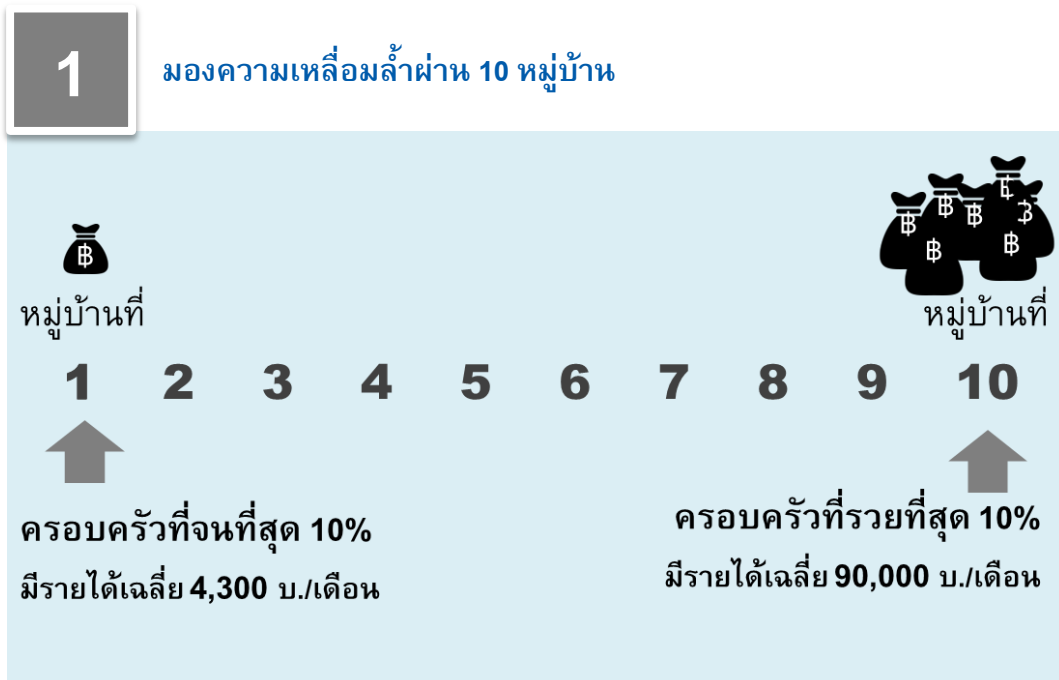 1
มองความเหลื่อมล้ำผ่าน 10 หมู่บ้าน
฿
฿ ฿ ฿ ฿ ฿ ฿ ฿
หมู่บ้านที่
หมู่บ้านที่
1 2 3 4 5 6 7 8 9 10
ครอบครัวที่จนที่สุด 10%
มีรายได้เฉลี่ย 4,300 บ./เดือน
ครอบครัวที่รวยที่สุด 10%
มีรายได้เฉลี่ย 90,000 บ./เดือน